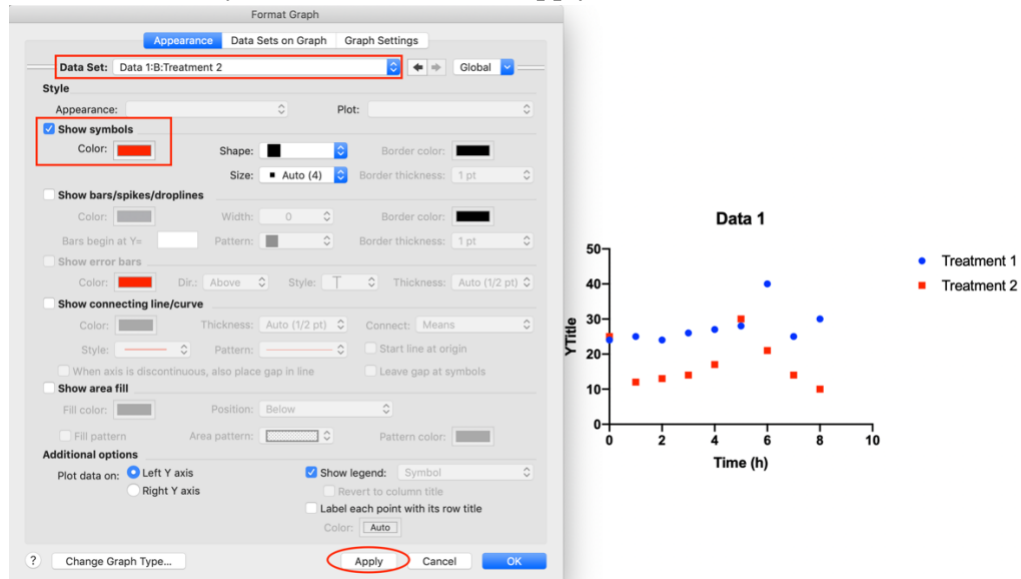 Format Graph
Appearance Data Sets on Graph Graph Settings
Data Set: Data 1:B:Treatment 2 Global
Style
Appearance: Plot:
Show symbols
Color: Shape: Border color:
Size: Auto (4) Border thickness: 1 pt
Show bars/spikes/droplines
Color: Width: 0 Border color:
Bars begin at Y= Pattern: Border thickness: 1 pt
Show error bars
Color: Dir.: Above Style: Thickness: Auto (1/2 pt)
Show connecting line/curve
Color: Thickness: Auto (1/2 pt) Connect: Means
Style: Pattern: Start line at origin
When axis is discontinuous, also place gap in line Leave gap at symbols
Show area fill
Fill color: Position: Below
Fill pattern Area pattern: Pattern color:
Additional options
Plot data on: Left Y axis Show legend: Symbol
Right Y axis Revert to column title
Label each point with its row title
Color: Auto
? Change Graph Type... Apply Cancel OK
Data 1
50
40
30
20
10
0
YTitle
0 2 4 6 8 10
Time (h)
Treatment 1
Treatment 2